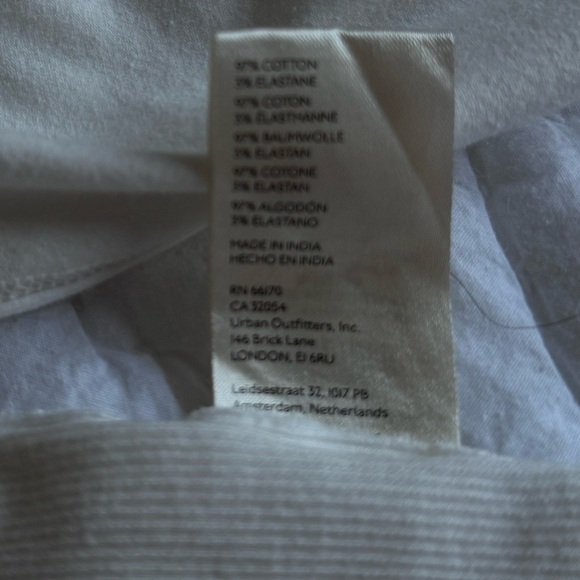 97% COTTON
3% ELASTANE
97% COTON
3% ÉLASTHANNE
97% BAUMWOLLE
3% ELASTAN
97% COTONE
3% ELASTAN
97% ALGODÓN
3% ELASTANO
MADE IN INDIA
HECHO EN INDIA
RN 66170
CA 32054
Urban Outfitters, Inc.
146 Brick Lane
LONDON, E1 6RU
Leidsestraat 32, 1017 PB
Amsterdam, Netherlands